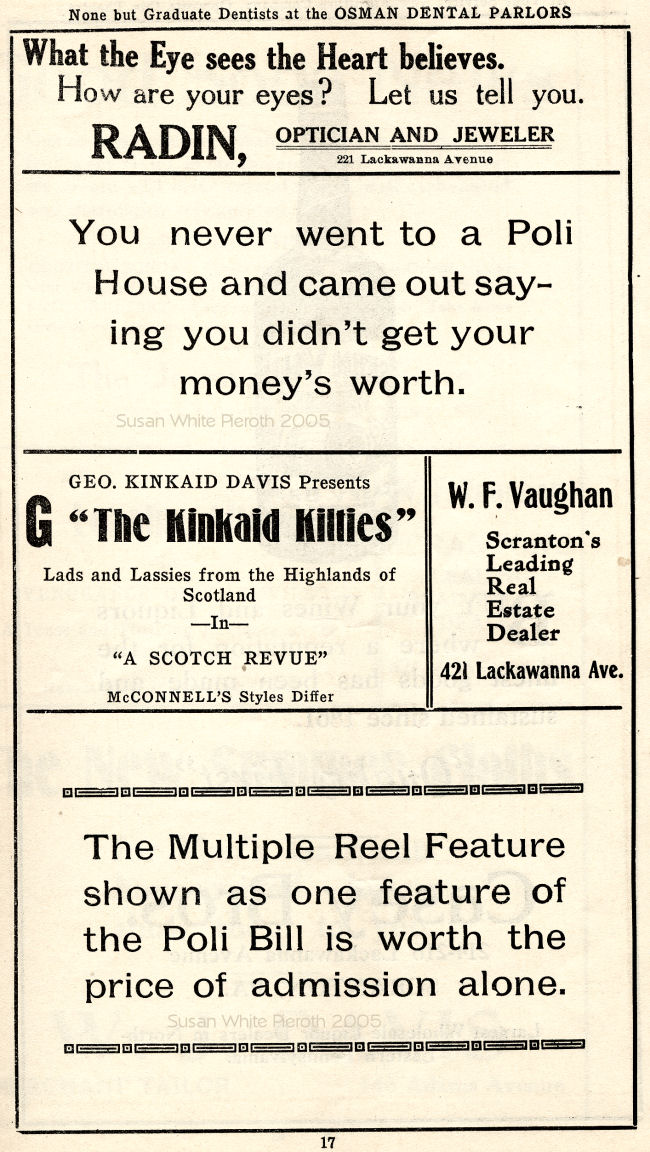 None but Graduate Dentists at the OSMAN DENTAL PARLORS
What the Eye sees the Heart believes.
How are your eyes? Let us tell you.
RADIN, OPTICIAN AND JEWELER
221 Lackawanna Avenue
You never went to a Poli
House and came out say-
ing you didn't get your
money's worth.
Susan White Pieroth 2005
GEO. KINKAID DAVIS Presents
G "The Kinkaid Kilties"
Lads and Lassies from the Highlands of
Scotland
—In—
"A SCOTCH REVUE"
McCONNELL'S Styles Differ
W. F. Vaughan
Scranton's
Leading
Real
Estate
Dealer
421 Lackawanna Ave.
The Multiple Reel Feature
shown as one feature of
the Poli Bill is worth the
price of admission alone.
Susan White Pieroth 2005
17